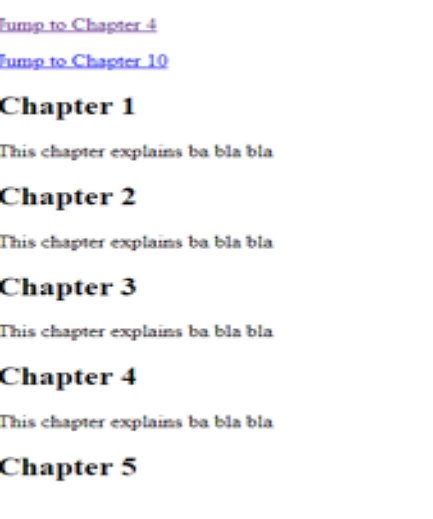 Jump to Chapter 4
Jump to Chapter 10
Chapter 1
This chapter explains ba bla bla
Chapter 2
This chapter explains ba bla bla
Chapter 3
This chapter explains ba bla bla
Chapter 4
This chapter explains ba bla bla
Chapter 5